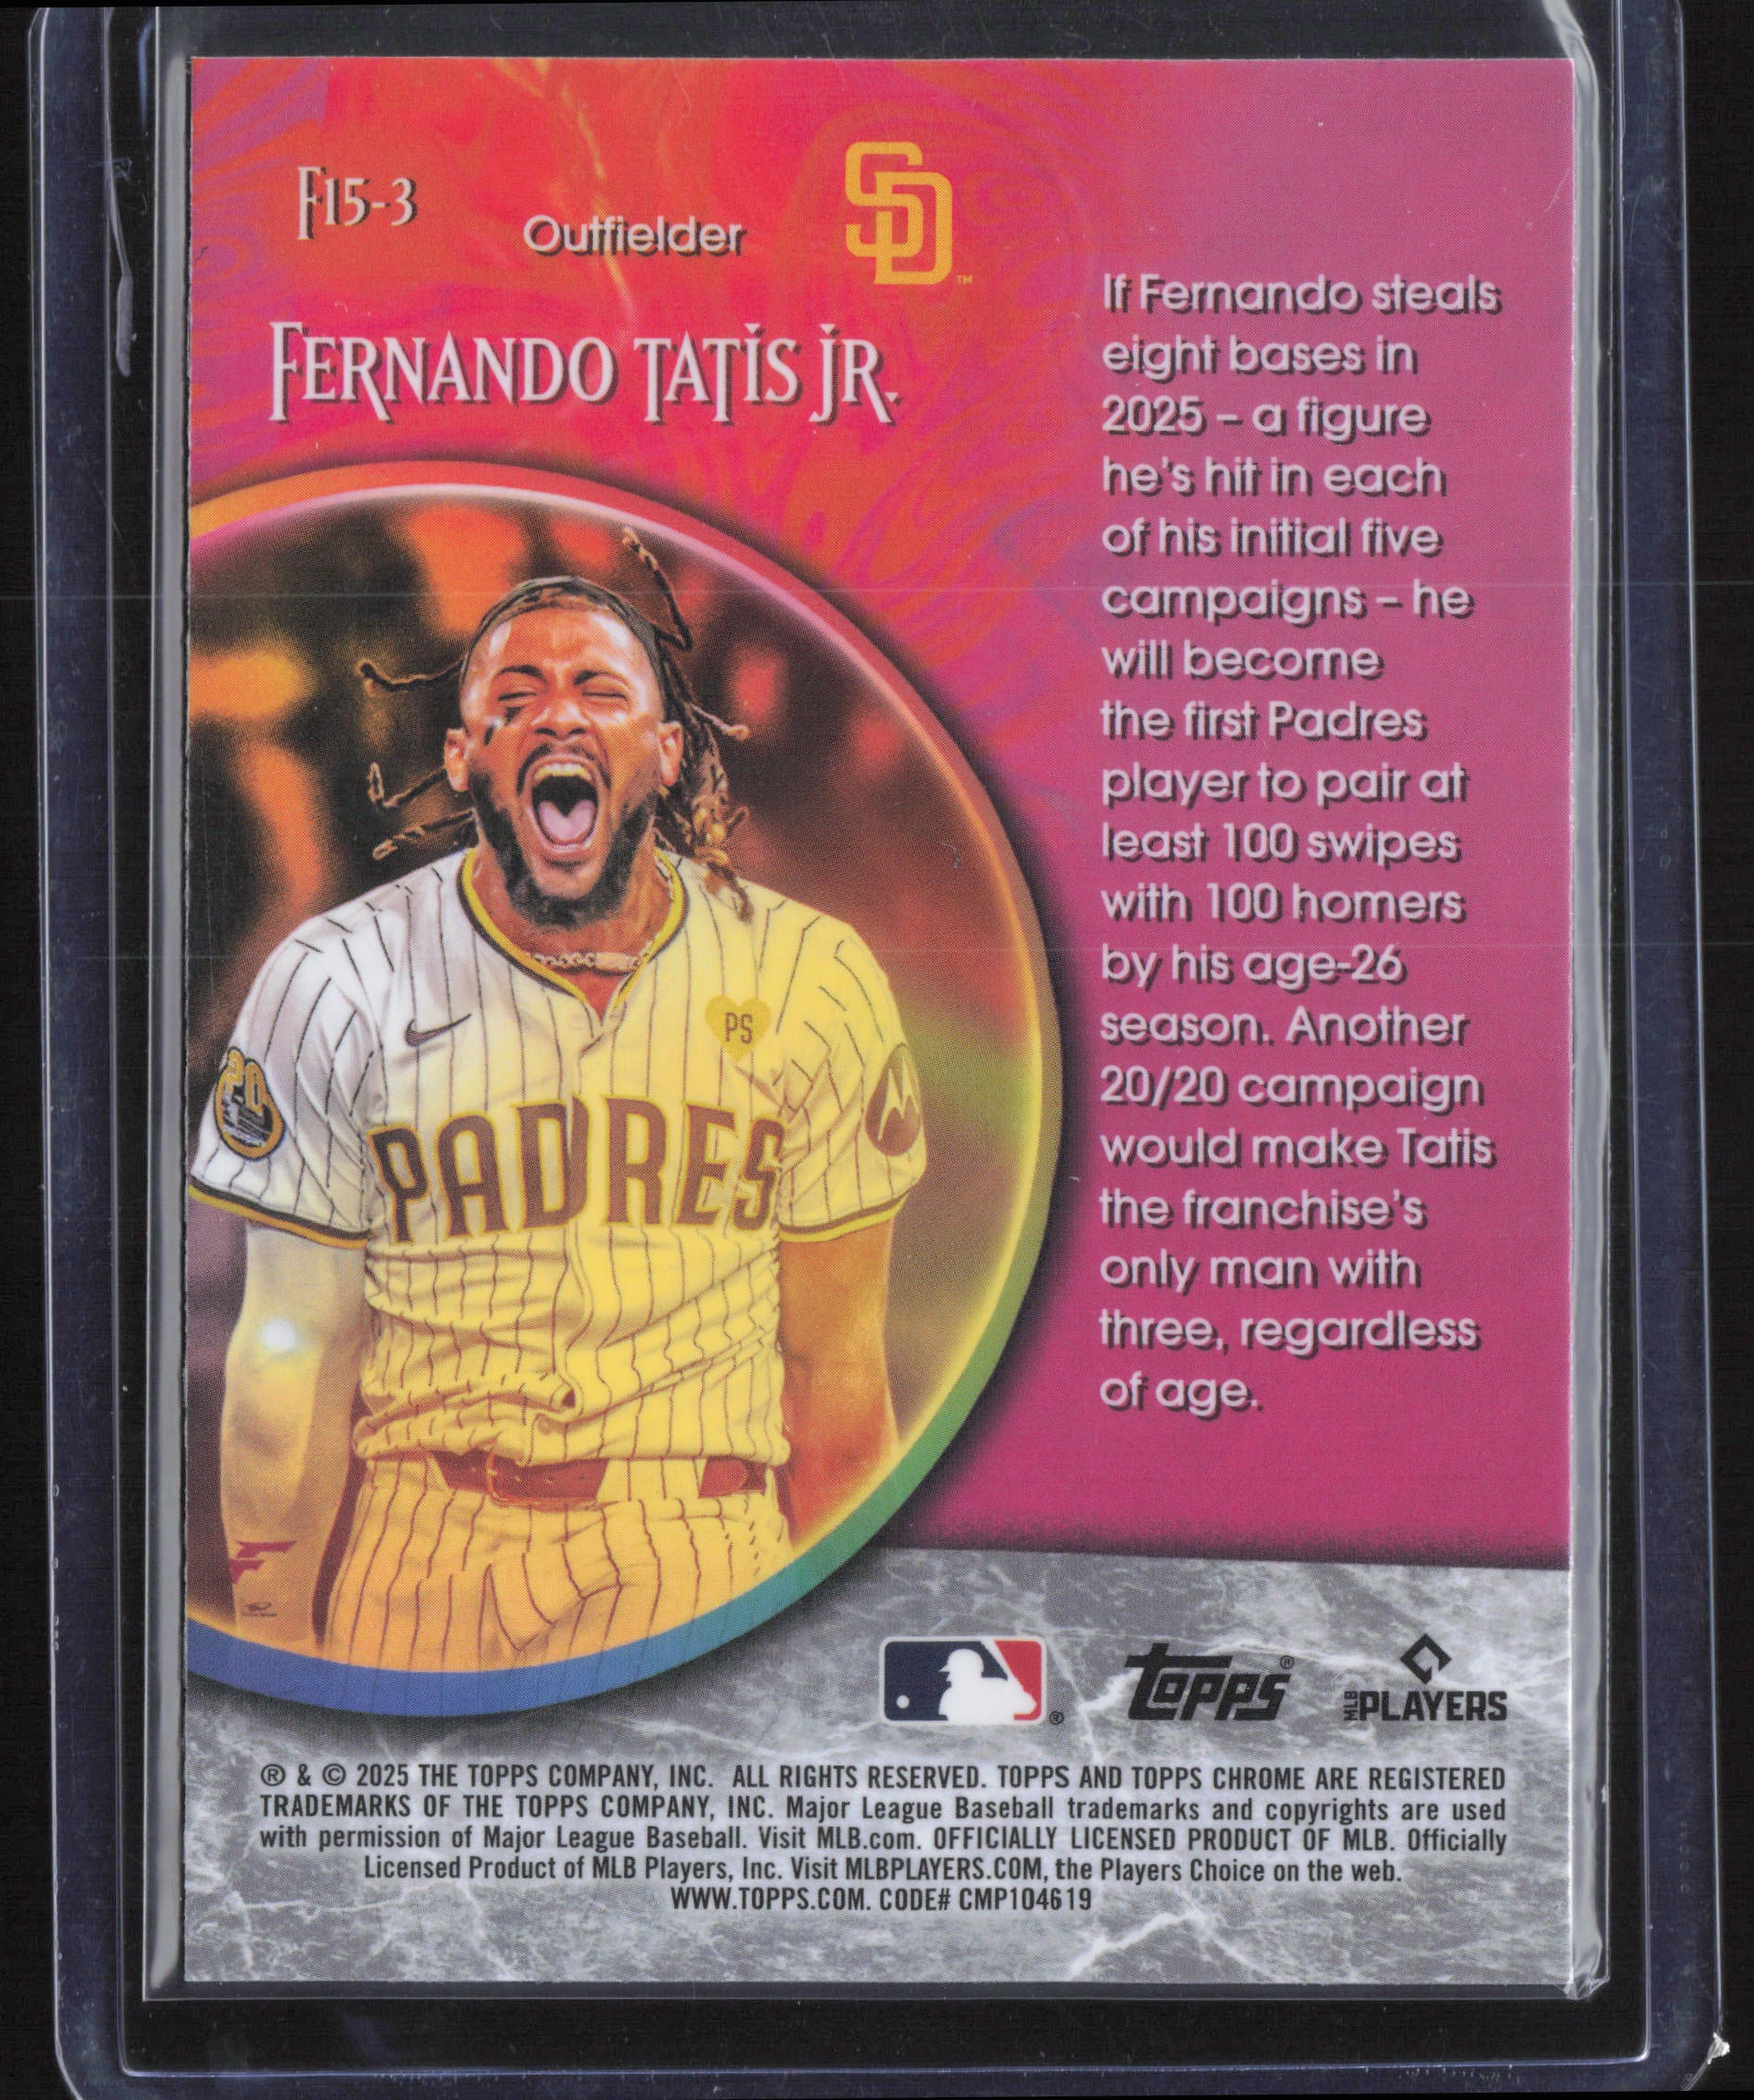 F15-3
Outfielder
SD™
FERNANDO TATIS JR.
If Fernando steals
eight bases in
2025 – a figure
he's hit in each
of his initial five
campaigns – he
will become
the first Padres
player to pair at
least 100 swipes
with 100 homers
by his age-26
season. Another
20/20 campaign
would make Tatis
the franchise's
only man with
three, regardless
of age.
PS
20
PADRES
topps®
MLB PLAYERS
® & © 2025 THE TOPPS COMPANY, INC. ALL RIGHTS RESERVED. TOPPS AND TOPPS CHROME ARE REGISTERED
TRADEMARKS OF THE TOPPS COMPANY, INC. Major League Baseball trademarks and copyrights are used
with permission of Major League Baseball. Visit MLB.com. OFFICIALLY LICENSED PRODUCT OF MLB. Officially
Licensed Product of MLB Players, Inc. Visit MLBPLAYERS.COM, the Players Choice on the web.
WWW.TOPPS.COM. CODE# CMP104619